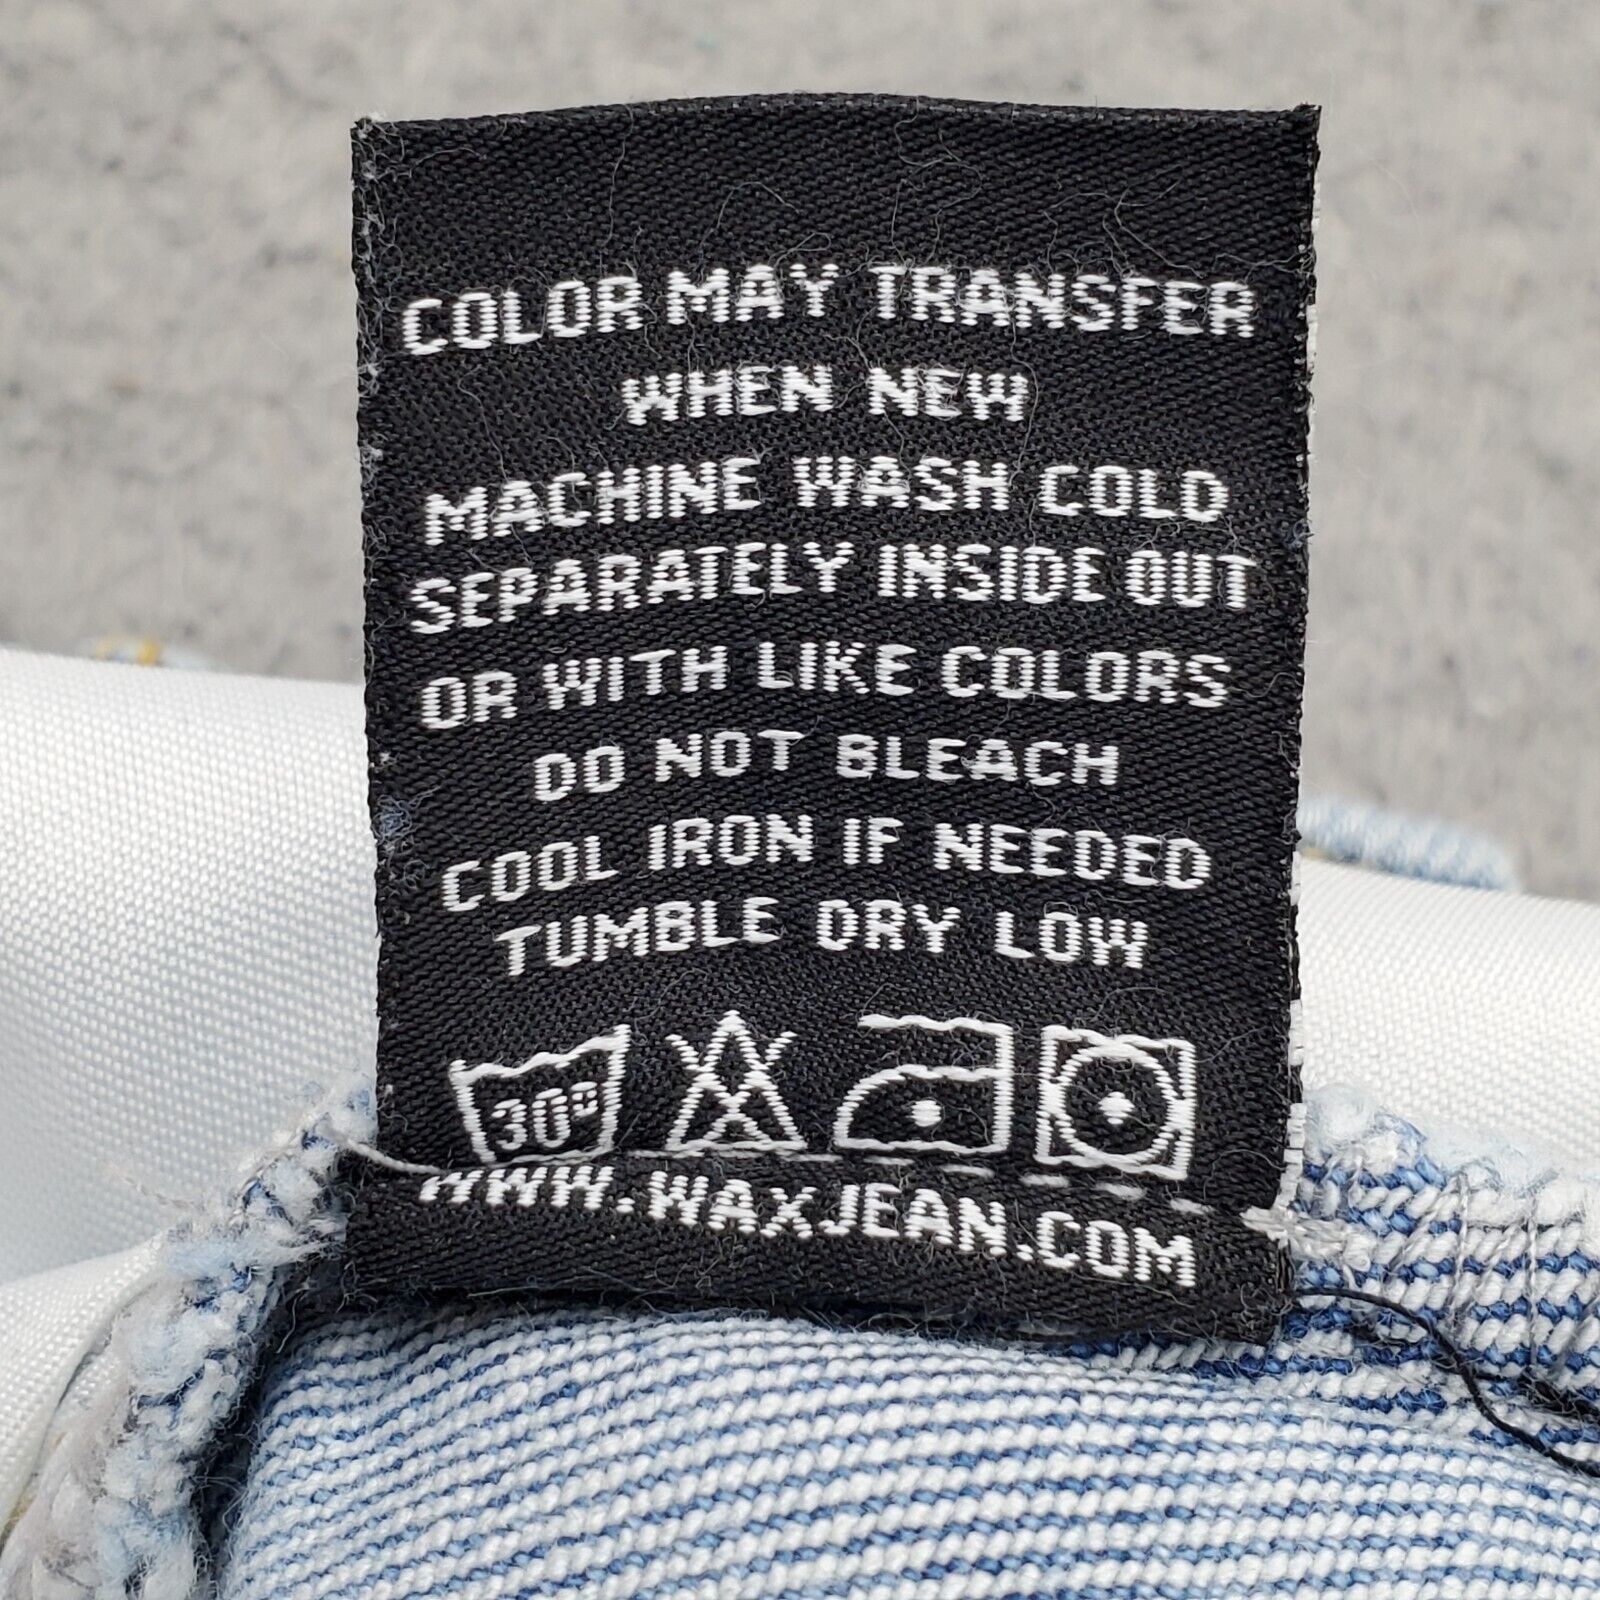 COLOR MAY TRANSFER
WHEN NEW
MACHINE WASH COLD
SEPARATELY INSIDE OUT
OR WITH LIKE COLORS
DO NOT BLEACH
COOL IRON IF NEEDED
TUMBLE DRY LOW
30º
WWW.WAXJEAN.COM